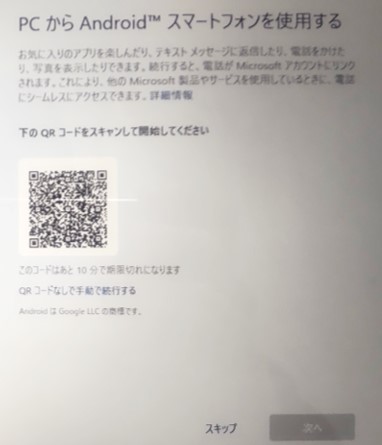 PC から Android™ スマートフォンを使用する
お気に入りのアプリを楽しんだり、テキスト メッセージに返信したり、電話をかけた
り、写真を表示したりできます。続行すると、電話が Microsoft アカウントにリンク
されます。これにより、他の Microsoft 製品やサービスを使用しているときに、電話
にシームレスにアクセスできます。詳細情報
下の QR コードをスキャンして開始してください
このコードはあと 10 分で期限切れになります
QR コードなしで手動で続行する
Android は Google LLC の商標です。
スキップ
次へ